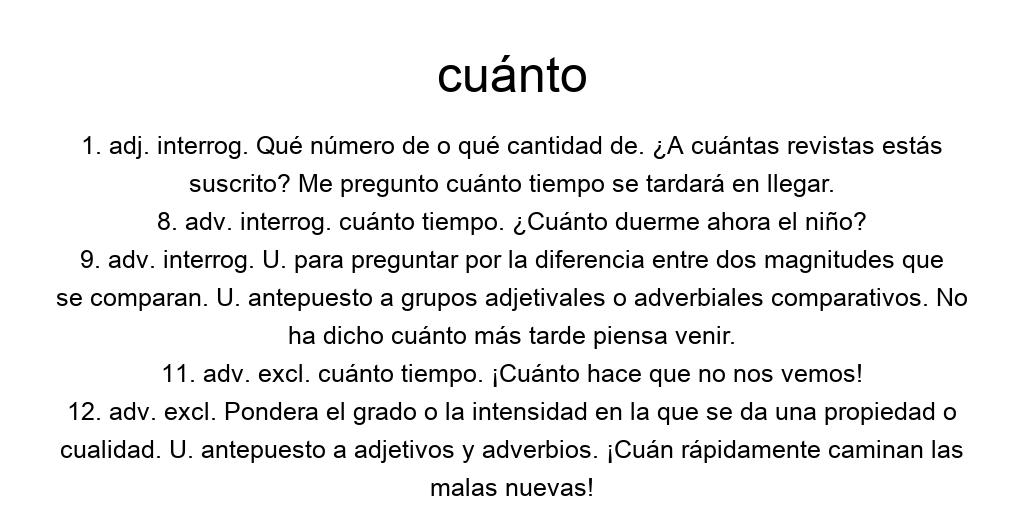 cuánto
1. adj. interrog. Qué número de o qué cantidad de. ¿A cuántas revistas estás
suscrito? Me pregunto cuánto tiempo se tardará en llegar.
8. adv. interrog. cuánto tiempo. ¿Cuánto duerme ahora el niño?
9. adv. interrog. U. para preguntar por la diferencia entre dos magnitudes que
se comparan. U. antepuesto a grupos adjetivales o adverbiales comparativos. No
ha dicho cuánto más tarde piensa venir.
11. adv. excl. cuánto tiempo. ¡Cuánto hace que no nos vemos!
12. adv. excl. Pondera el grado o la intensidad en la que se da una propiedad o
cualidad. U. antepuesto a adjetivos y adverbios. ¡Cuán rápidamente caminan las
malas nuevas!